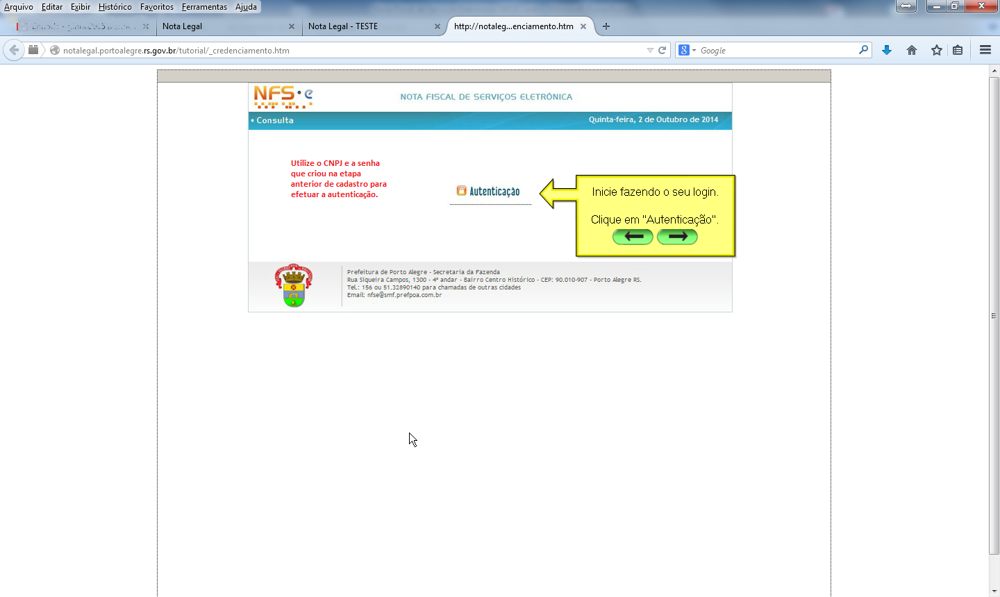 Arquivo Editar Exibir Histórico Favoritos Ferramentas Ajuda
Nota Legal
Nota Legal - TESTE
http://notaleg...enciamento.htm
notalegal.portoalegre.rs.gov.br/tutorial/_credenciamento.htm
Google
NFS-e
NOTA FISCAL DE SERVIÇOS ELETRÔNICA
• Consulta
Quinta-feira, 2 de Outubro de 2014
Utilize o CNPJ e a senha
que criou na etapa
anterior de cadastro para
efetuar a autenticação.
Autenticação
Inicie fazendo o seu login.
Clique em "Autenticação".
Prefeitura de Porto Alegre - Secretaria da Fazenda
Rua Siqueira Campos, 1300 - 4º andar - Bairro Centro Histórico - CEP: 90.010-907 - Porto Alegre RS.
Tel.: 156 ou 51.32890140 para chamadas de outras cidades
Email: nfse@smf.prefpoa.com.br